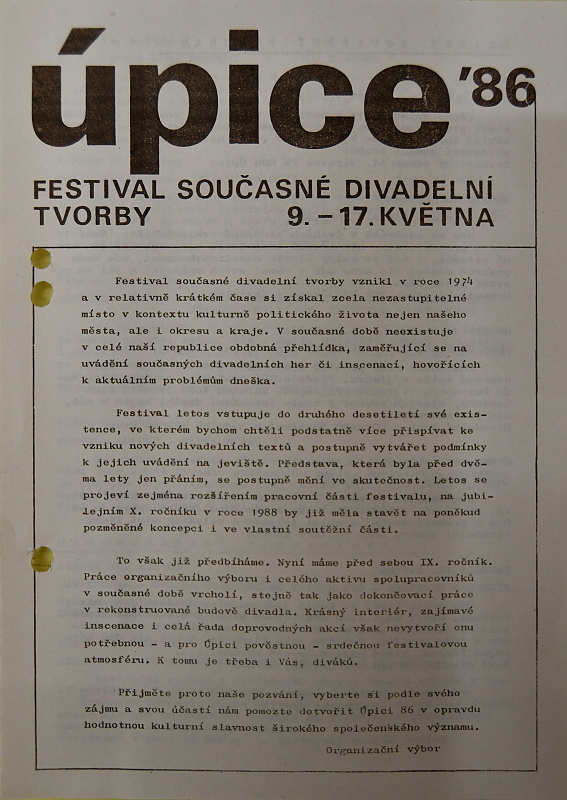 úpice '86
FESTIVAL SOUČASNÉ DIVADELNÍ
TVORBY 9. – 17. KVĚTNA
Festival současné divadelní tvorby vznikl v roce 1974
a v relativně krátkém čase si získal zcela nezastupitelné
místo v kontextu kulturně politického života nejen našeho
města, ale i okresu a kraje. V současné době neexistuje
v celé naší republice obdobná přehlídka, zaměřující se na
uvádění současných divadelních her či inscenací, hovořících
k aktuálním problémům dneška.
Festival letos vstupuje do druhého desetiletí své exis-
tence, ve kterém bychom chtěli podstatně více přispívat ke
vzniku nových divadelních textů a postupně vytvářet podmínky
k jejich uvádění na jeviště. Představa, která byla před dvě-
ma lety jen přáním, se postupně mění ve skutečnost. Letos se
projeví zejména rozšířením pracovní části festivalu, na jubi-
lejním X. ročníku v roce 1988 by již měla stavět na poněkud
pozměněné koncepci i ve vlastní soutěžní části.
To však již předbíháme. Nyní máme před sebou IX. ročník.
Práce organizačního výboru i celého aktivu spolupracovníků
v současné době vrcholí, stejně tak jako dokončovací práce
v rekonstruované budově divadla. Krásný interiér, zajímavé
inscenace i celá řada doprovodných akcí však nevytvoří onu
potřebnou – a pro Úpici pověstnou – srdečnou festivalovou
atmosféru. K tomu je třeba i Vás, diváků.
Přijměte proto naše pozvání, vyberte si podle svého
zájmu a svou účastí nám pomozte dotvořit Úpici 86 v opravdu
hodnotnou kulturní slavnost širokého společenského významu.
Organizační výbor